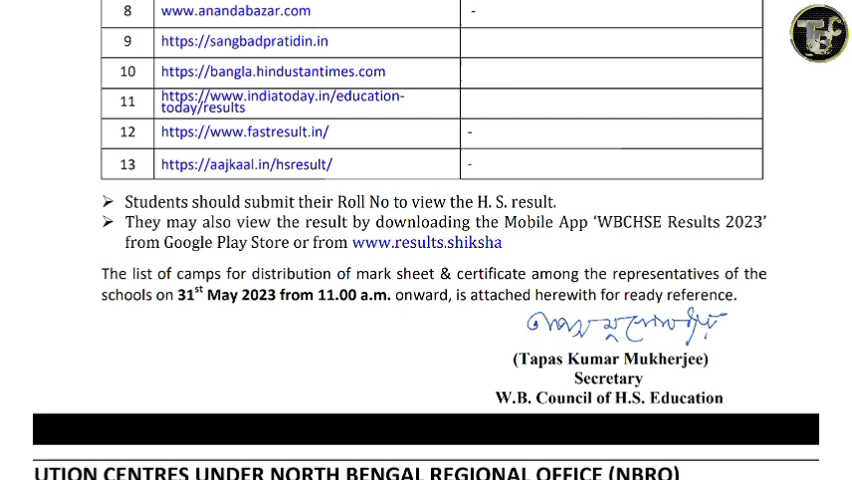 8 www.anandabazar.com -
9 https://sangbadpratidin.in
10 https://bangla.hindustantimes.com
11 https://www.indiatoday.in/education-
today/results
12 https://www.fastresult.in/ -
13 https://aajkaal.in/hsresult/ -
➢ Students should submit their Roll No to view the H. S. result.
➢ They may also view the result by downloading the Mobile App ‘WBCHSE Results 2023’
from Google Play Store or from www.results.shiksha
The list of camps for distribution of mark sheet & certificate among the representatives of the
schools on 31st May 2023 from 11.00 a.m. onward, is attached herewith for ready reference.
(Tapas Kumar Mukherjee)
Secretary
W.B. Council of H.S. Education
UTION CENTRES UNDER NORTH BENGAL REGIONAL OFFICE (NBRO)